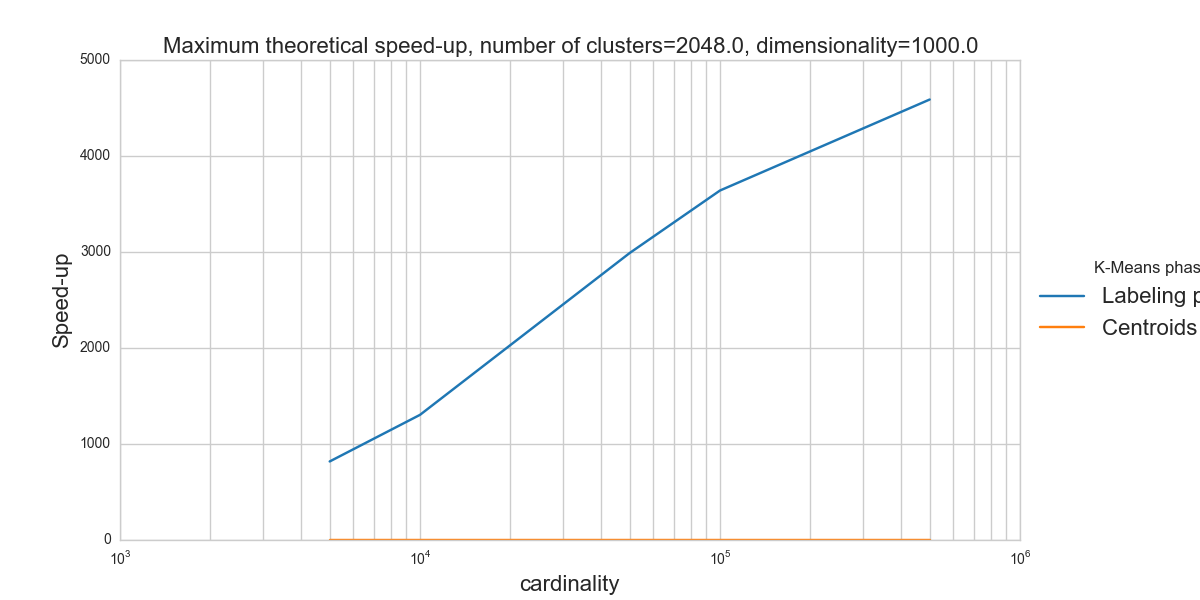 Maximum theoretical speed-up, number of clusters=2048.0, dimensionality=1000.0
5000
4000
3000
2000
1000
0
Speed-up
10³
10⁴
10⁵
10⁶
cardinality
K-Means phas
Labeling p
Centroids